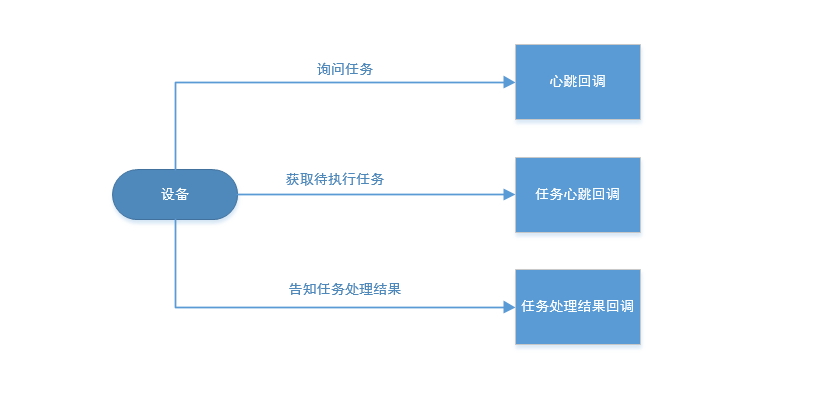 询问任务
心跳回调
获取待执行任务
设备
任务心跳回调
告知任务处理结果
任务处理结果回调